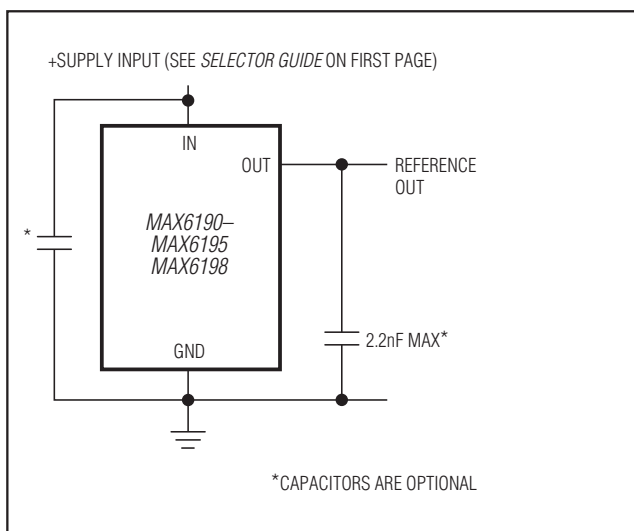 +SUPPLY INPUT (SEE SELECTOR GUIDE ON FIRST PAGE)
IN
OUT
REFERENCE
OUT
MAX6190–
MAX6195
MAX6198
*
2.2nF MAX*
GND
*CAPACITORS ARE OPTIONAL